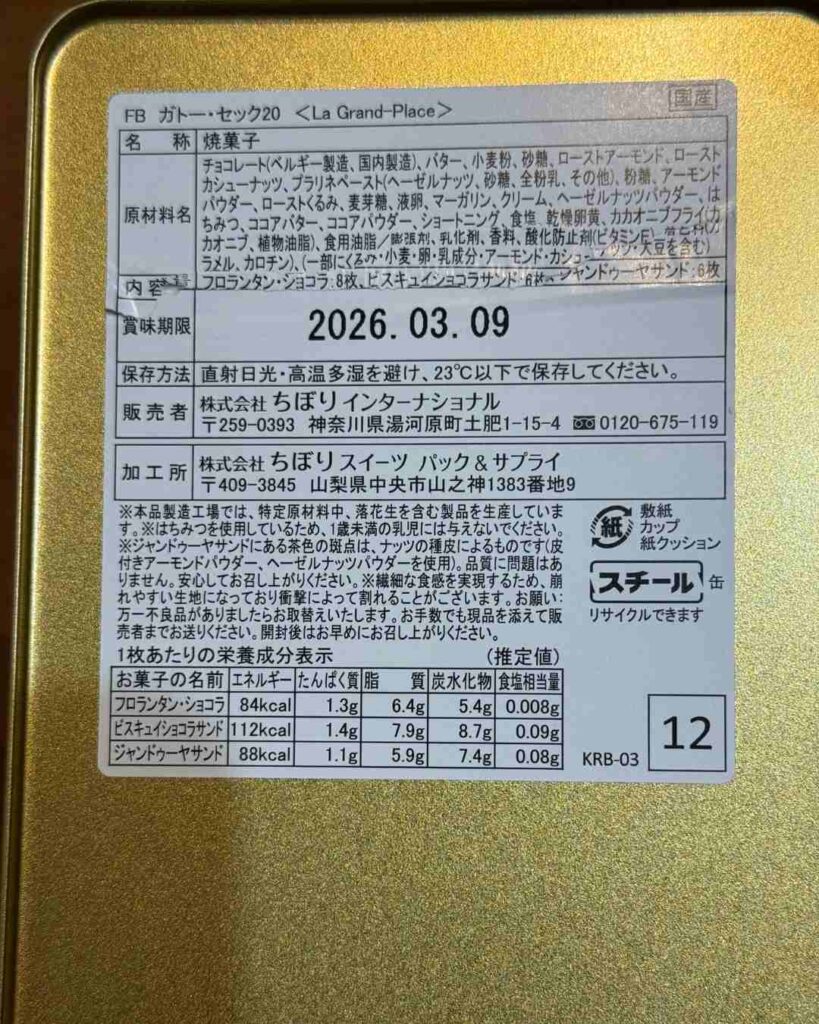 FB ガトー・セック20 <La Grand-Place>
国産
名 称 焼菓子
原材料名
チョコレート(ベルギー製造、国内製造)、バター、小麦粉、砂糖、ローストアーモンド、ロースト
カシューナッツ、プラリネペースト(ヘーゼルナッツ、砂糖、全粉乳、その他)、粉糖、アーモンド
パウダー、ローストくるみ、麦芽糖、液卵、マーガリン、クリーム、ヘーゼルナッツパウダー、は
ちみつ、ココアバター、ココアパウダー、ショートニング、食塩、乾燥卵黄、カカオニブフライ(カ
カオニブ、植物油脂)、食用油脂/膨張剤、乳化剤、香料、酸化防止剤(ビタミンE)、
ラメル、カロチン)、(一部にくるみ・小麦・卵・乳成分・アーモンド・カシュー ・大豆を含む)
内容
フロランタン・ショコラ:8枚、ビスキュイショコラサンド:6枚、ジャンドゥーヤサンド:6枚
賞味期限 2026.03.09
保存方法 直射日光・高温多湿を避け、23℃以下で保存してください。
販売者 株式会社 ちぼりインターナショナル
〒259-0393 神奈川県湯河原町土肥1-15-4 0120-675-119
加工所 株式会社 ちぼりスイーツ パック&サプライ
〒409-3845 山梨県中央市山之神1383番地9
※本品製造工場では、特定原材料中、落花生を含む製品を生産していま
す。※はちみつを使用しているため、1歳未満の乳児には与えないでください。
※ジャンドゥーヤサンドにある茶色の斑点は、ナッツの種皮によるものです(皮
付きアーモンドパウダー、ヘーゼルナッツパウダーを使用)。品質に問題はあ
りません。安心してお召し上がりください。※繊細な食感を実現するため、崩
れやすい生地になっており衝撃によって割れることがございます。お願い:
万一不良品がありましたらお取替えいたします。お手数でも現品を添えて販
売者までお送りください。開封後はお早めにお召し上がりください。
紙
敷紙
カップ
紙クッション
スチール 缶
リサイクルできます
1枚あたりの栄養成分表示 (推定値)
お菓子の名前 エネルギー たんぱく質 脂 質 炭水化物 食塩相当量
フロランタン・ショコラ 84kcal 1.3g 6.4g 5.4g 0.008g
ビスキュイショコラサンド 112kcal 1.4g 7.9g 8.7g 0.09g
ジャンドゥーヤサンド 88kcal 1.1g 5.9g 7.4g 0.08g
KRB-03
12